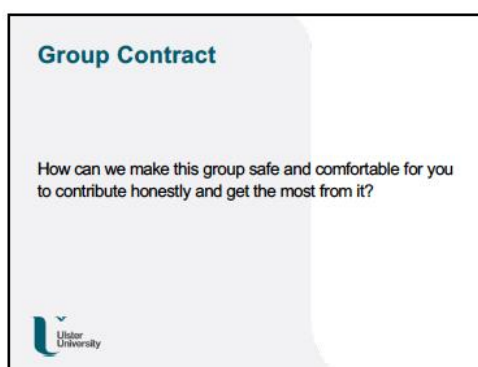 Group Contract
How can we make this group safe and comfortable for you
to contribute honestly and get the most from it?
Ulster
University